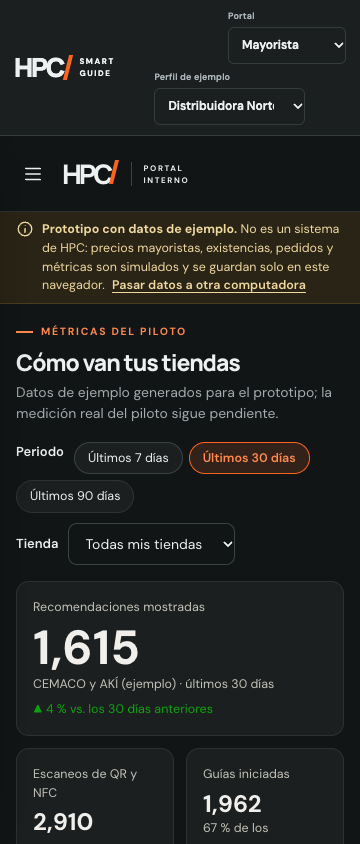 Portal
HPC/ SMART
GUIDE
Mayorista
Perfil de ejemplo
Distribuidora Nort
HPC/ PORTAL
INTERNO
Prototipo con datos de ejemplo. No es un sistema
de HPC: precios mayoristas, existencias, pedidos y
métricas son simulados y se guardan solo en este
navegador. Pasar datos a otra computadora
MÉTRICAS DEL PILOTO
Cómo van tus tiendas
Datos de ejemplo generados para el prototipo; la
medición real del piloto sigue pendiente.
Periodo Últimos 7 días Últimos 30 días
Últimos 90 días
Tienda Todas mis tiendas
Recomendaciones mostradas
1,615
CEMACO y AKÍ (ejemplo) · últimos 30 días
▲ 4 % vs. los 30 días anteriores
Escaneos de QR y
NFC
2,910
Guías iniciadas
1,962
67 % de los